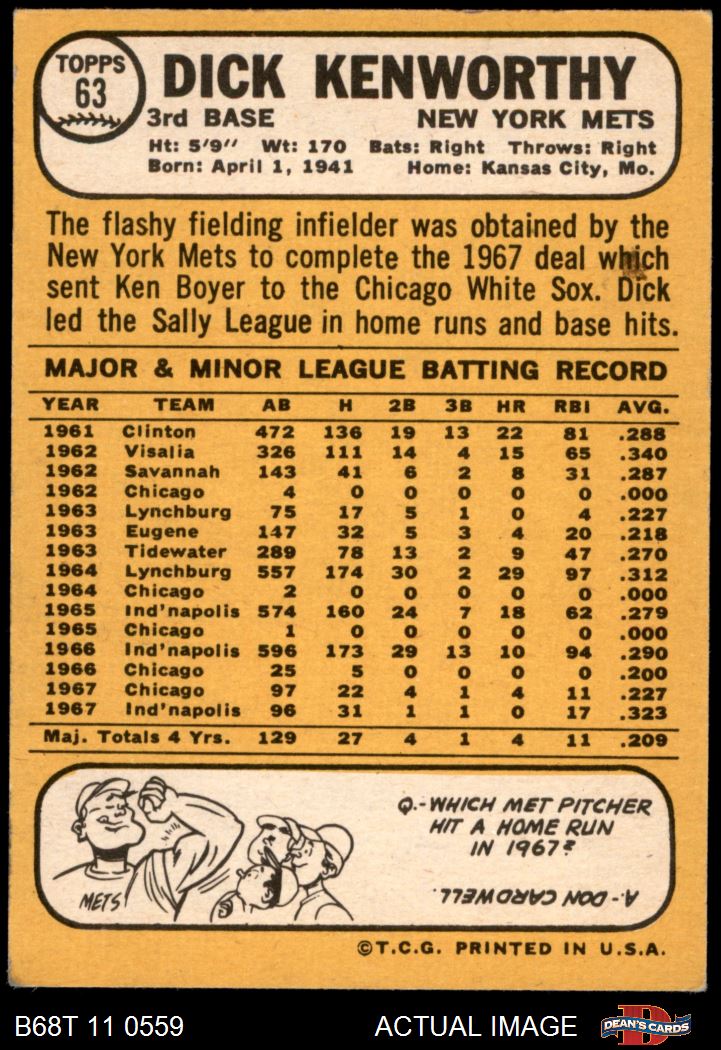 TOPPS
63
DICK KENWORTHY
3rd BASE NEW YORK METS
Ht: 5'9" Wt: 170 Bats: Right Throws: Right
Born: April 1, 1941 Home: Kansas City, Mo.
The flashy fielding infielder was obtained by the
New York Mets to complete the 1967 deal which
sent Ken Boyer to the Chicago White Sox. Dick
led the Sally League in home runs and base hits.
MAJOR & MINOR LEAGUE BATTING RECORD
YEAR TEAM AB H 2B 3B HR RBI AVG.
1961 Clinton 472 136 19 13 22 81 .288
1962 Visalia 326 111 14 4 15 65 .340
1962 Savannah 143 41 6 2 8 31 .287
1962 Chicago 4 0 0 0 0 0 .000
1963 Lynchburg 75 17 5 1 0 4 .227
1963 Eugene 147 32 5 3 4 20 .218
1963 Tidewater 289 78 13 2 9 47 .270
1964 Lynchburg 557 174 30 2 29 97 .312
1964 Chicago 2 0 0 0 0 0 .000
1965 Ind'napolis 574 160 24 7 18 62 .279
1965 Chicago 1 0 0 0 0 0 .000
1966 Ind'napolis 596 173 29 13 10 94 .290
1966 Chicago 25 5 0 0 0 0 .200
1967 Chicago 97 22 4 1 4 11 .227
1967 Ind'napolis 96 31 1 1 0 17 .323
Maj. Totals 4 Yrs. 129 27 4 1 4 11 .209
METS
Q.-WHICH MET PITCHER
HIT A HOME RUN
IN 1967?
A.-DON CARDWELL.
©T.C.G. PRINTED IN U.S.A.
B68T 11 0559 ACTUAL IMAGE DEAN'S CARDS